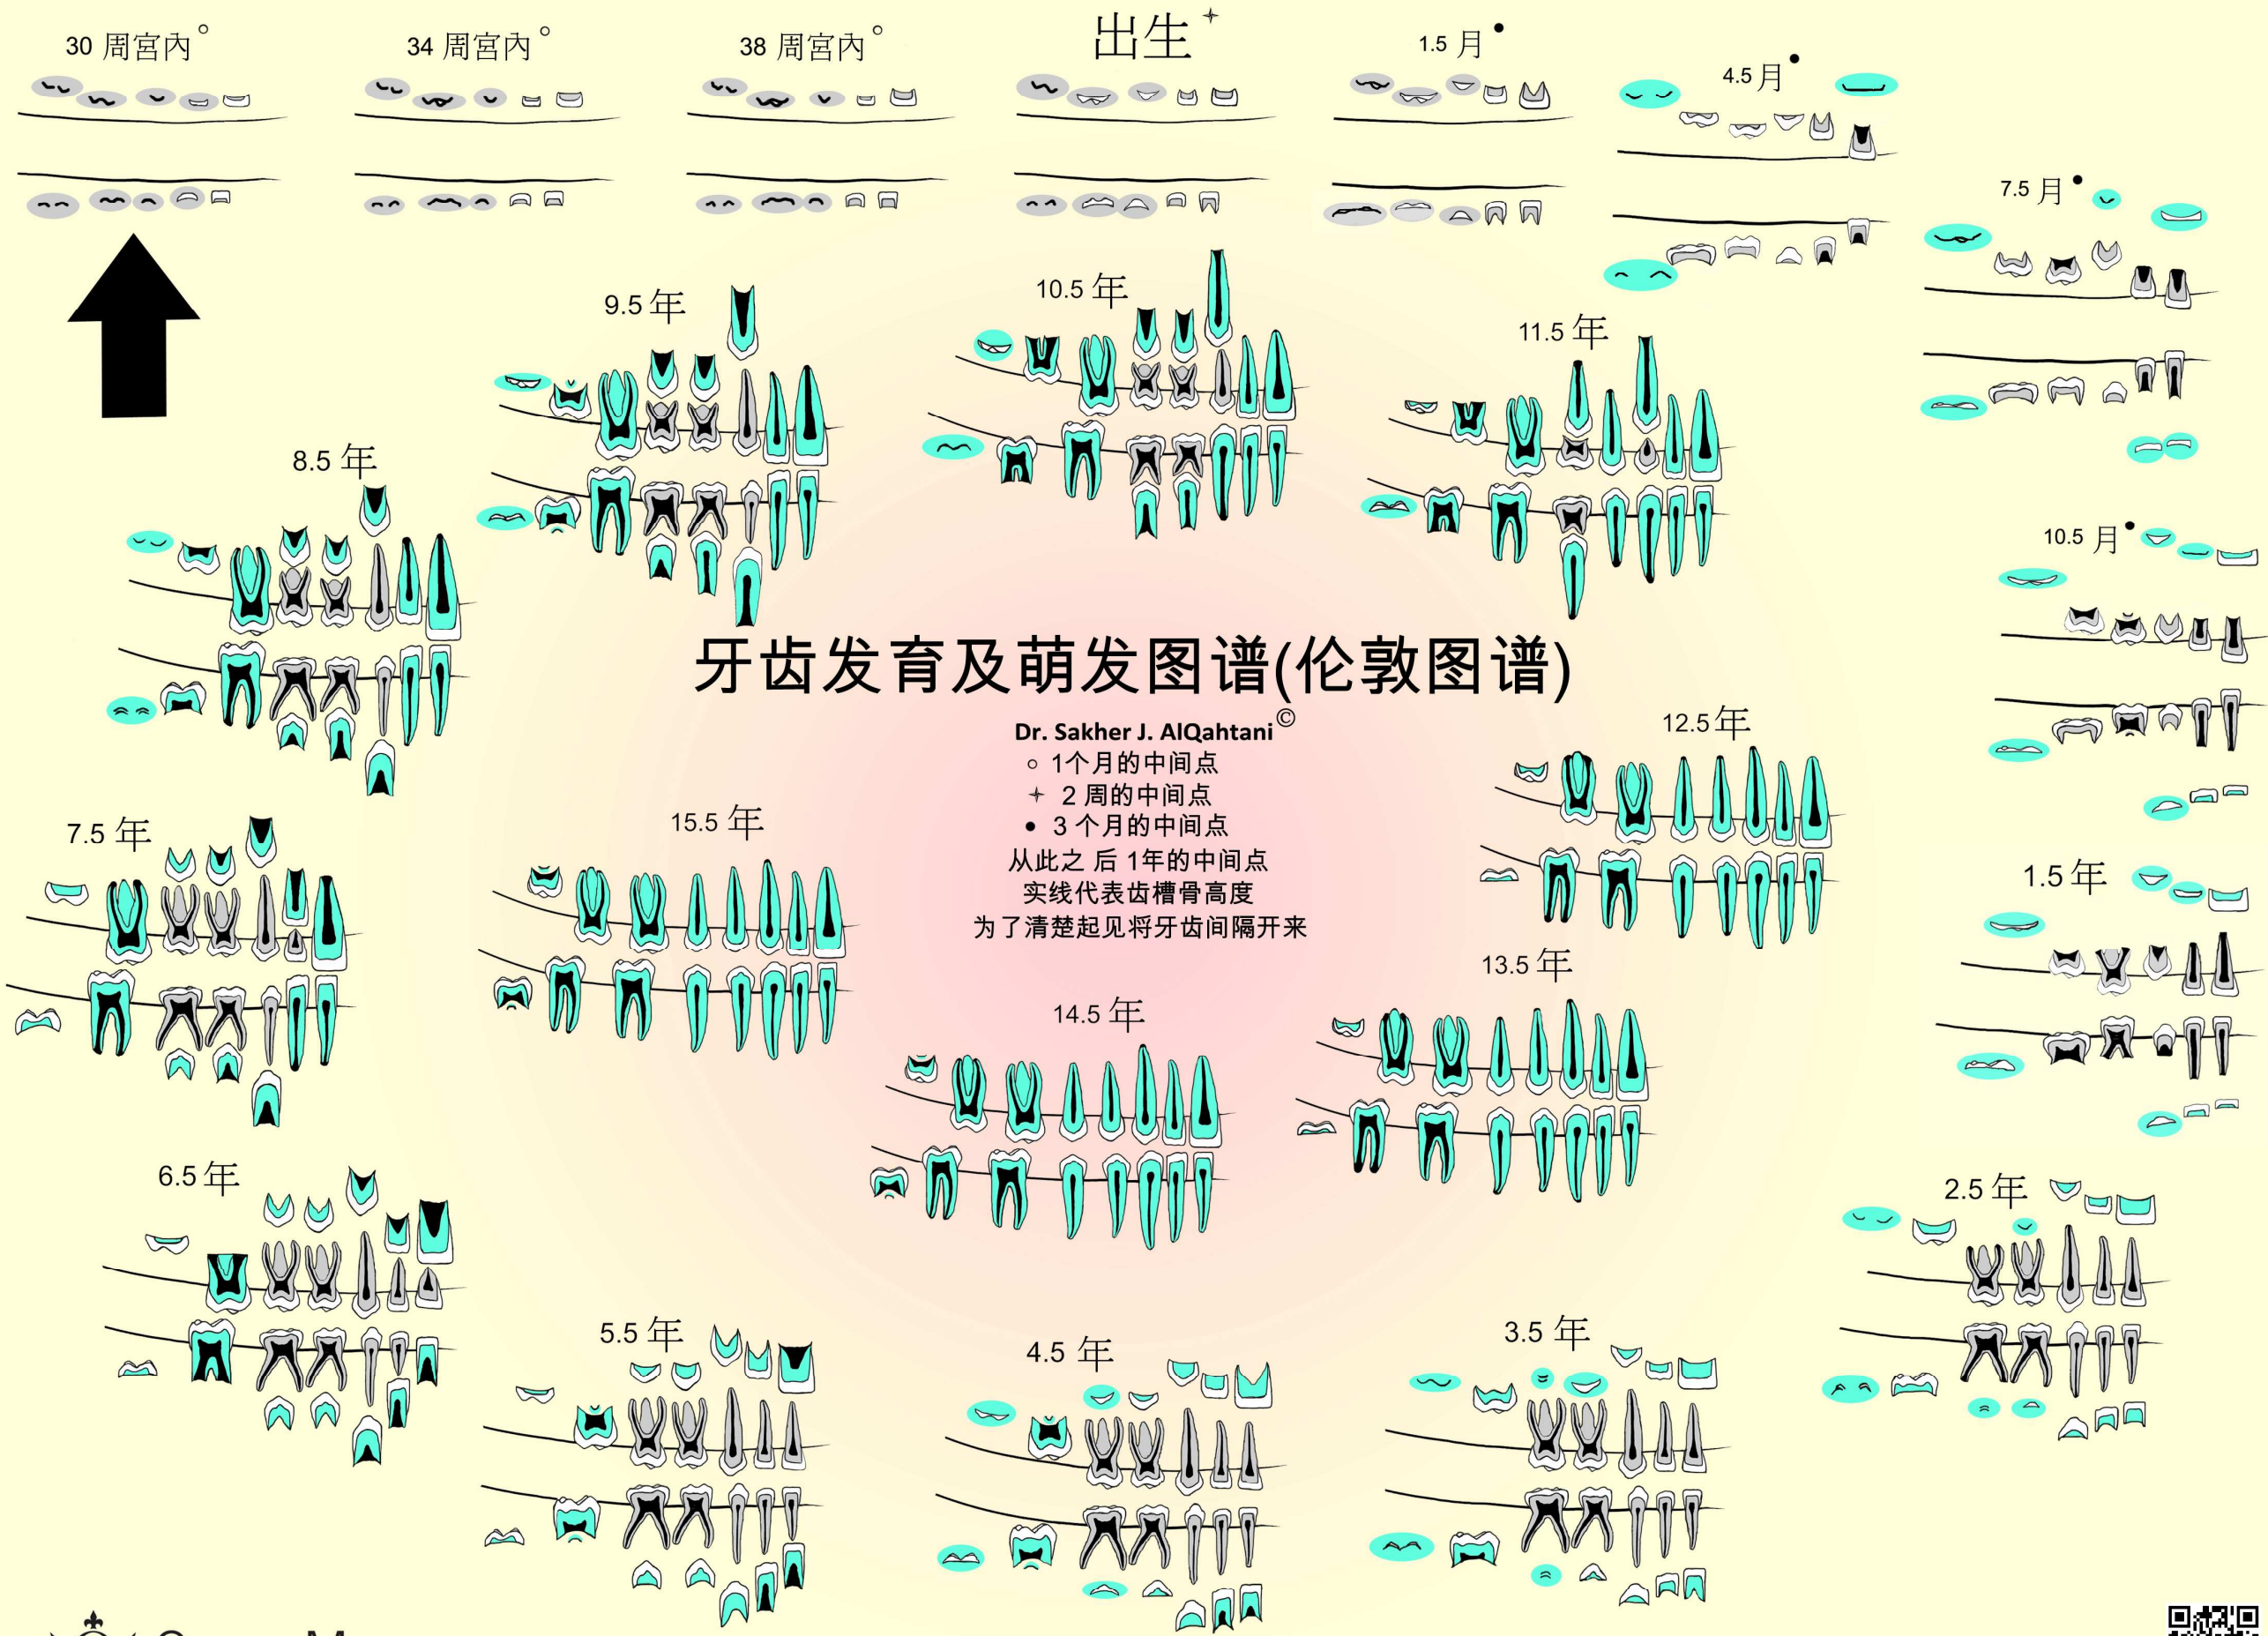 30 周宮內○
34 周宮內○
38 周宮內○
出生✧
1.5 月●
4.5 月●
7.5 月●
9.5 年
10.5 年
11.5 年
8.5 年
10.5 月●
牙齿发育及萌发图谱(伦敦图谱)
Dr. Sakher J. AlQahtani©
○ 1个月的中间点
✧ 2 周的中间点
● 3 个月的中间点
从此之 后 1年的中间点
实线代表齿槽骨高度
为了清楚起见将牙齿间隔开来
12.5 年
7.5 年
15.5 年
1.5 年
13.5 年
14.5 年
6.5 年
2.5 年
5.5 年
4.5 年
3.5 年